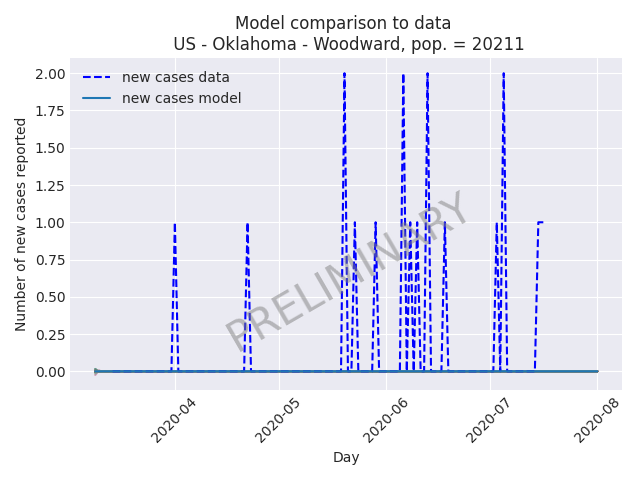 Model comparison to data
US - Oklahoma - Woodward, pop. = 20211
new cases data
new cases model
Number of new cases reported
2.00
1.75
1.50
1.25
1.00
0.75
0.50
0.25
0.00
PRELIMINARY
2020-04
2020-05
2020-06
2020-07
2020-08
Day